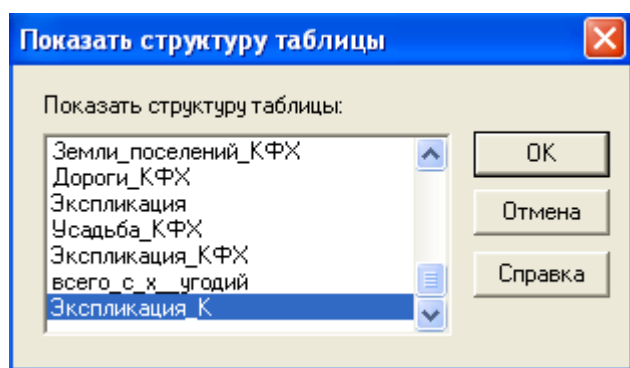 Показать структуру таблицы
Показать структуру таблицы:
Земли_поселений_КФХ
Дороги_КФХ
Экспликация
Усадьба_КФХ
Экспликация_КФХ
всего_с_х__угодий
Экспликация_К
OK
Отмена
Справка